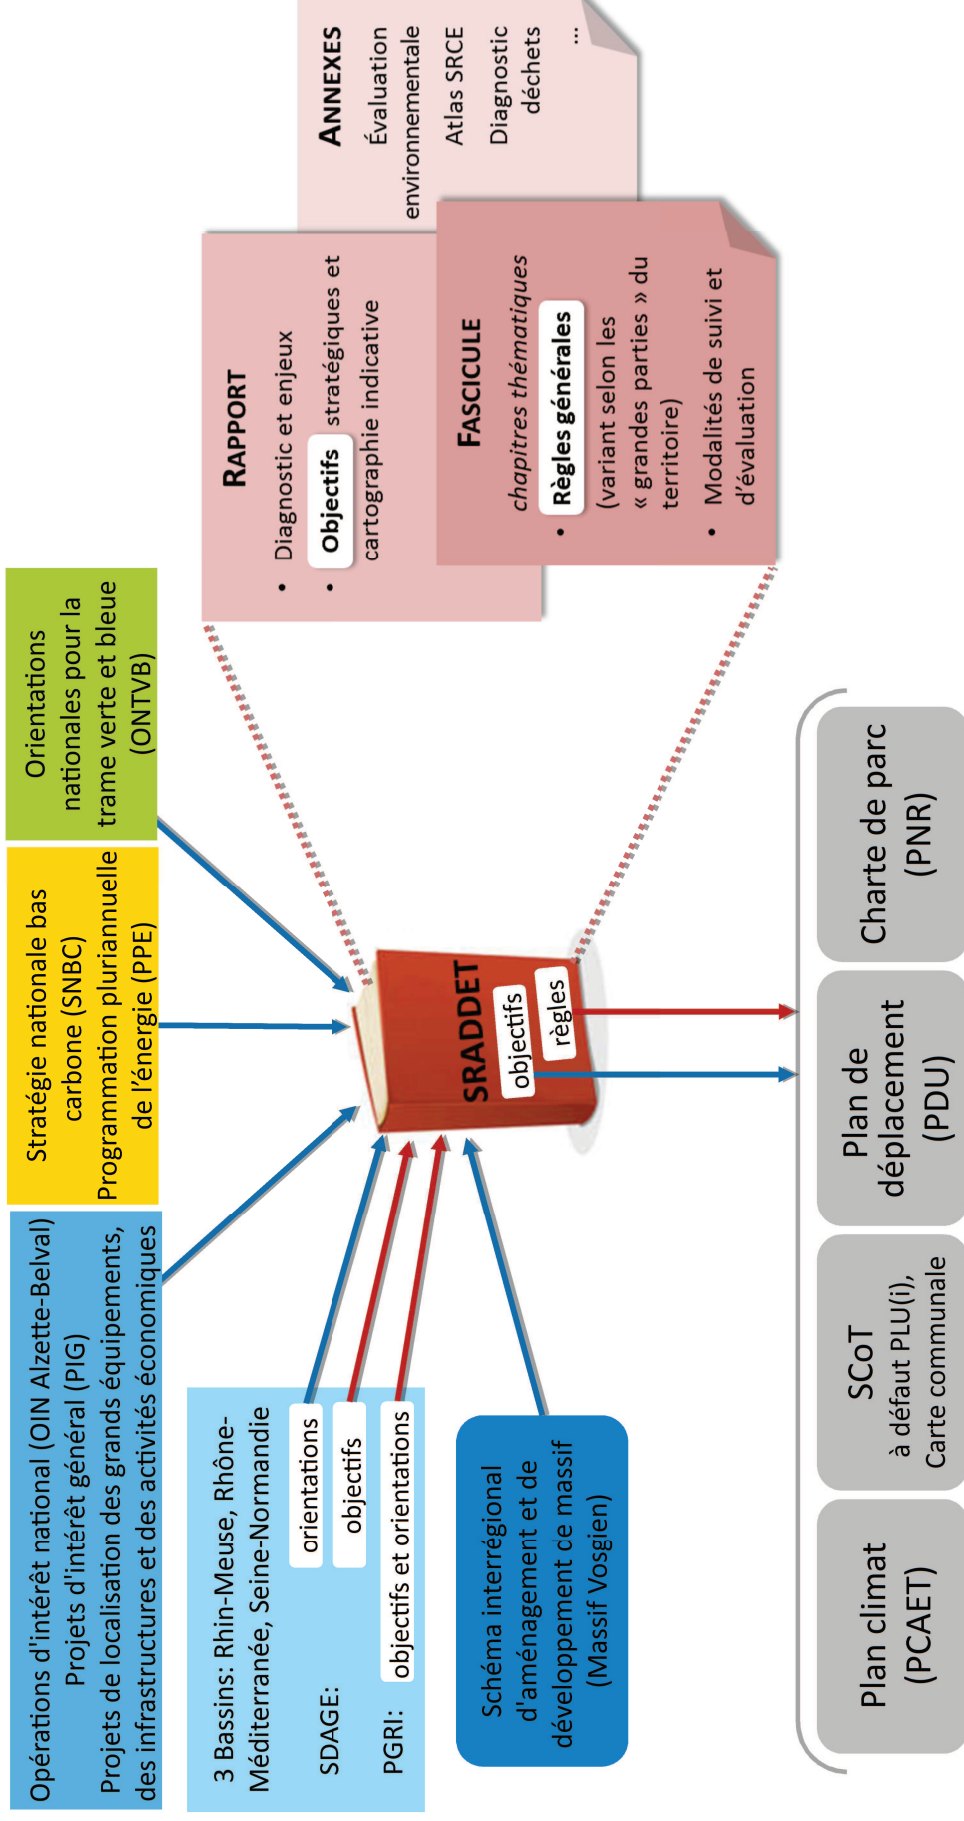 Opérations d'intérêt national (OIN Alzette-Belval)
Projets d'intérêt général (PIG)
Projets de localisation des grands équipements,
des infrastructures et des activités économiques
Stratégie nationale bas
carbone (SNBC)
Programmation pluriannuelle
de l'énergie (PPE)
Orientations
nationales pour la
trame verte et bleue
(ONTVB)
3 Bassins: Rhin-Meuse, Rhône-
Méditerranée, Seine-Normandie
SDAGE:
orientations
objectifs
PGRI:
objectifs et orientations
Schéma interrégional
d'aménagement et de
développement de massif
(Massif Vosgien)
SRADDET
objectifs
règles
RAPPORT
• Diagnostic et enjeux
• Objectifs stratégiques et
cartographie indicative
ANNEXES
Évaluation
environnementale
Atlas SRCE
Diagnostic
déchets
...
FASCICULE
chapitres thématiques
• Règles générales
(variant selon les
« grandes parties » du
territoire)
• Modalités de suivi et
d'évaluation
Plan climat
(PCAET)
SCoT
à défaut PLU(i),
Carte communale
Plan de
déplacement
(PDU)
Charte de parc
(PNR)